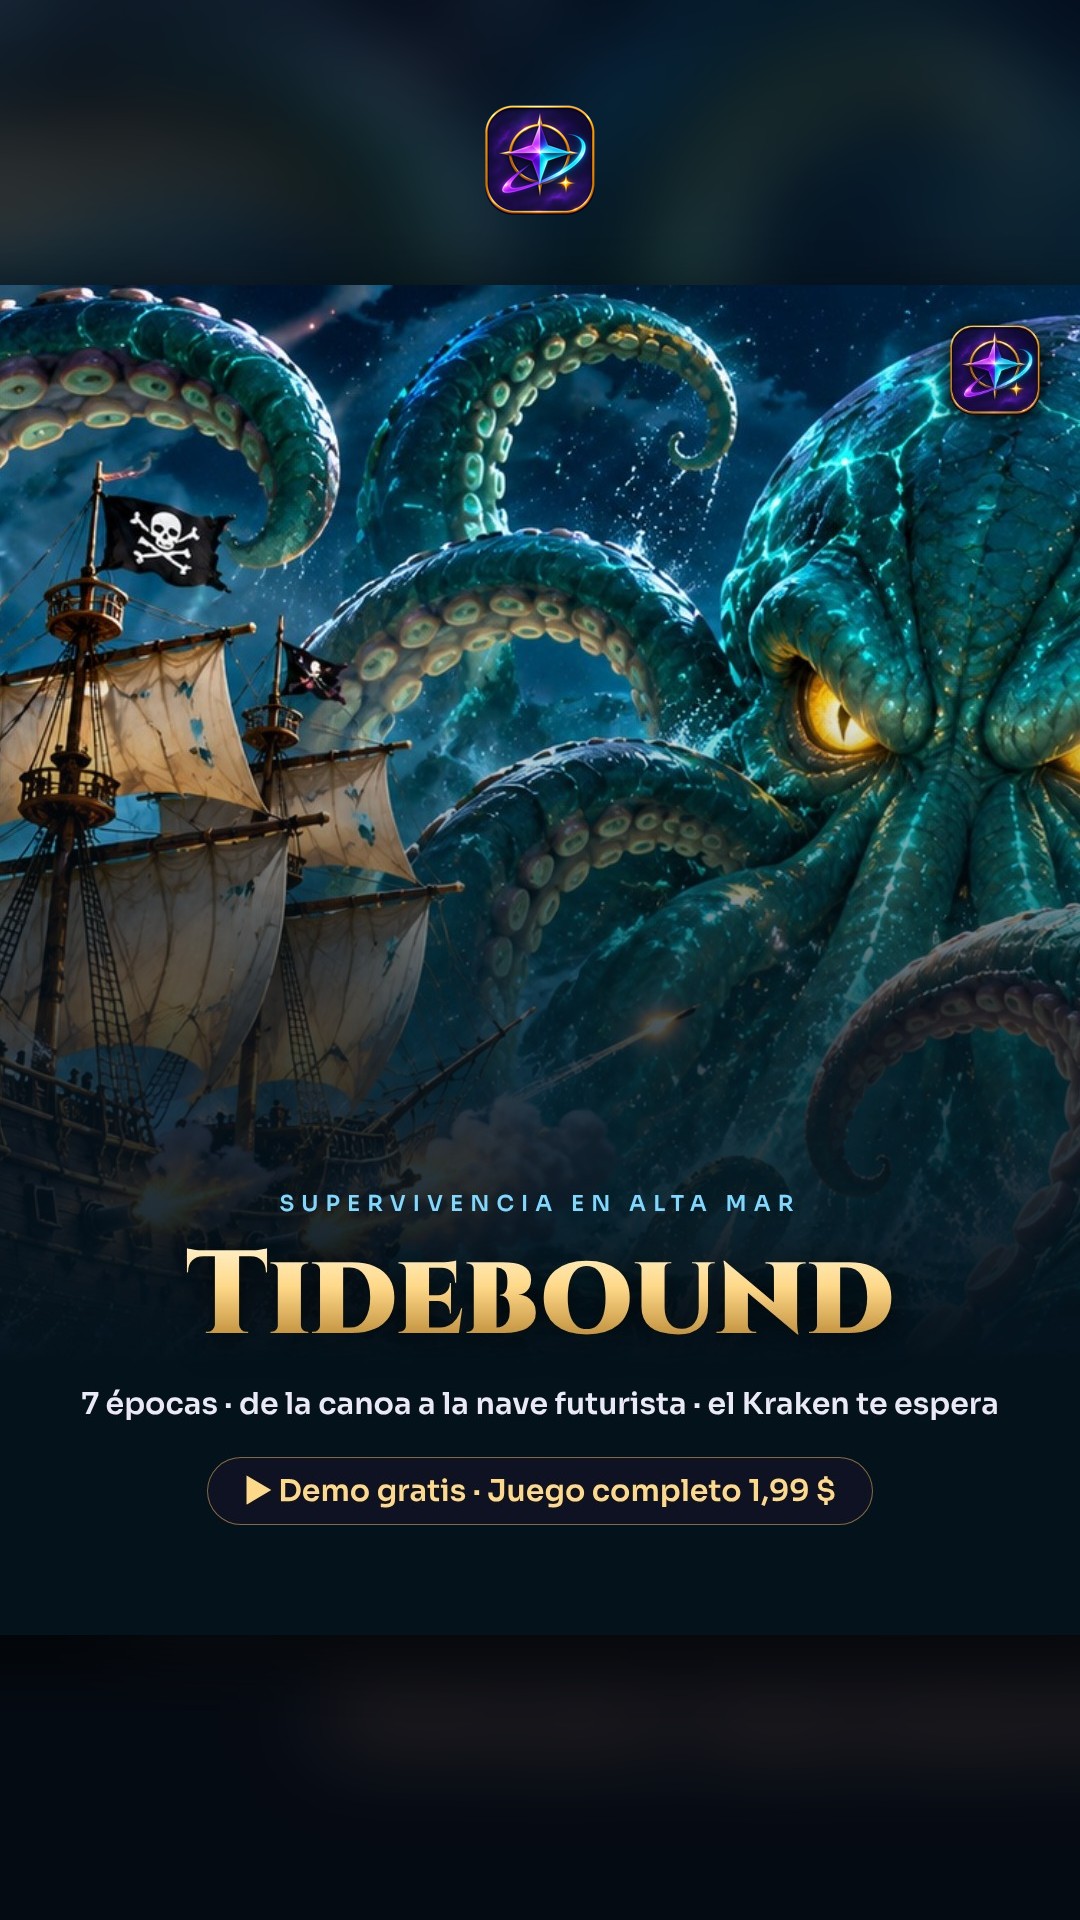 SUPERVIVENCIA EN ALTA MAR
TIDEBOUND
7 épocas · de la canoa a la nave futurista · el Kraken te espera
▶ Demo gratis · Juego completo 1,99 $